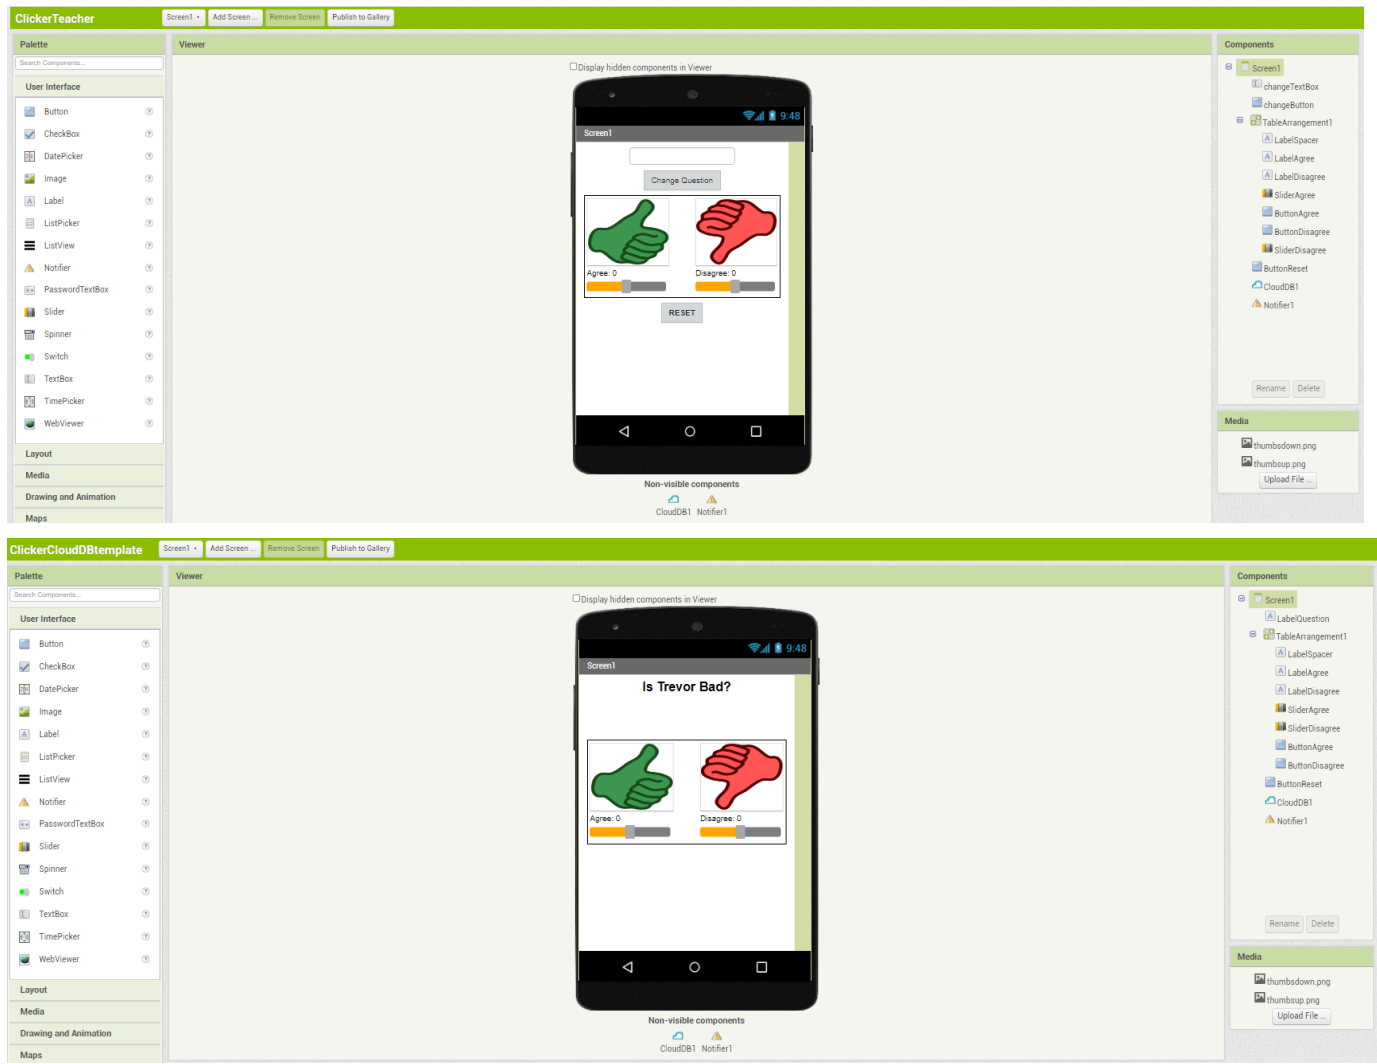 ClickerTeacher
Screen1
Add Screen ...
Remove Screen
Publish to Gallery
Palette
Search Components...
User Interface
Button
CheckBox
DatePicker
Image
Label
ListPicker
ListView
Notifier
PasswordTextBox
Slider
Spinner
Switch
TextBox
TimePicker
WebViewer
Layout
Media
Drawing and Animation
Maps
Viewer
Display hidden components in Viewer
9:48
Screen1
Change Question
Agree: 0
Disagree: 0
RESET
Non-visible components
CloudDB1
Notifier1
Components
Screen1
changeTextBox
changeButton
TableArrangement1
LabelSpacer
LabelAgree
LabelDisagree
SliderAgree
ButtonAgree
ButtonDisagree
SliderDisagree
ButtonReset
CloudDB1
Notifier1
Rename
Delete
Media
thumbsdown.png
thumbsup.png
Upload File ...
ClickerCloudDBtemplate
Screen1
Add Screen ...
Remove Screen
Publish to Gallery
Palette
Search Components...
User Interface
Button
CheckBox
DatePicker
Image
Label
ListPicker
ListView
Notifier
PasswordTextBox
Slider
Spinner
Switch
TextBox
TimePicker
WebViewer
Layout
Media
Drawing and Animation
Maps
Viewer
Display hidden components in Viewer
9:48
Screen1
Is Trevor Bad?
Agree: 0
Disagree: 0
Non-visible components
CloudDB1
Notifier1
Components
Screen1
LabelQuestion
TableArrangement1
LabelSpacer
LabelAgree
LabelDisagree
SliderAgree
SliderDisagree
ButtonAgree
ButtonDisagree
ButtonReset
CloudDB1
Notifier1
Rename
Delete
Media
thumbsdown.png
thumbsup.png
Upload File ...